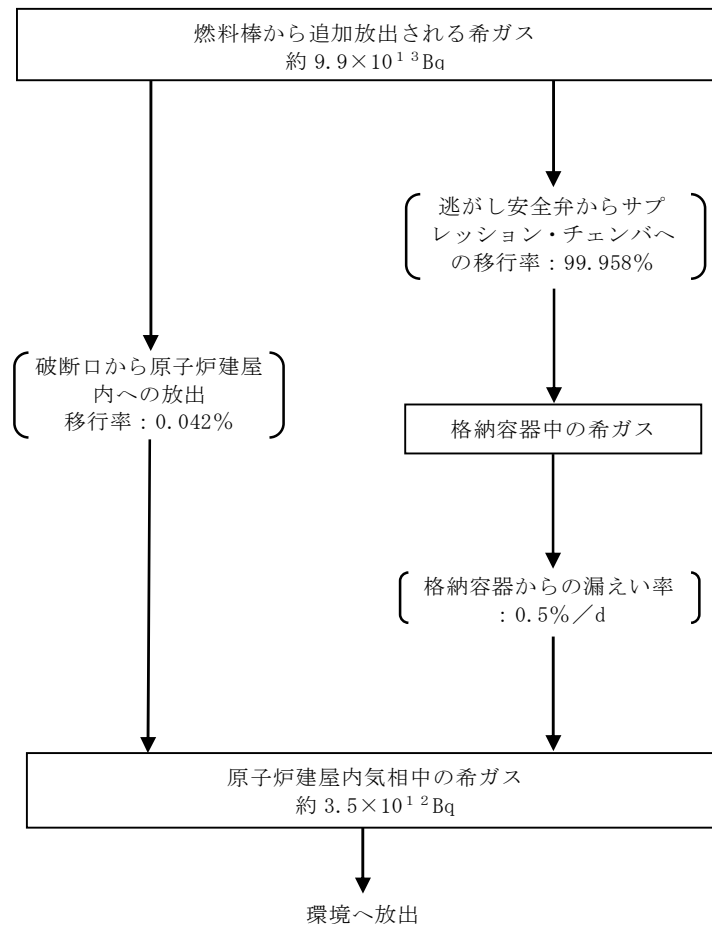 燃料棒から追加放出される希ガス
約 9.9×10¹³Bq
逃がし安全弁からサプ
レッション・チェンバへ
の移行率：99.958%
破断口から原子炉建屋
内への放出
移行率：0.042%
格納容器中の希ガス
格納容器からの漏えい率
：0.5%／d
原子炉建屋内気相中の希ガス
約 3.5×10¹²Bq
環境へ放出